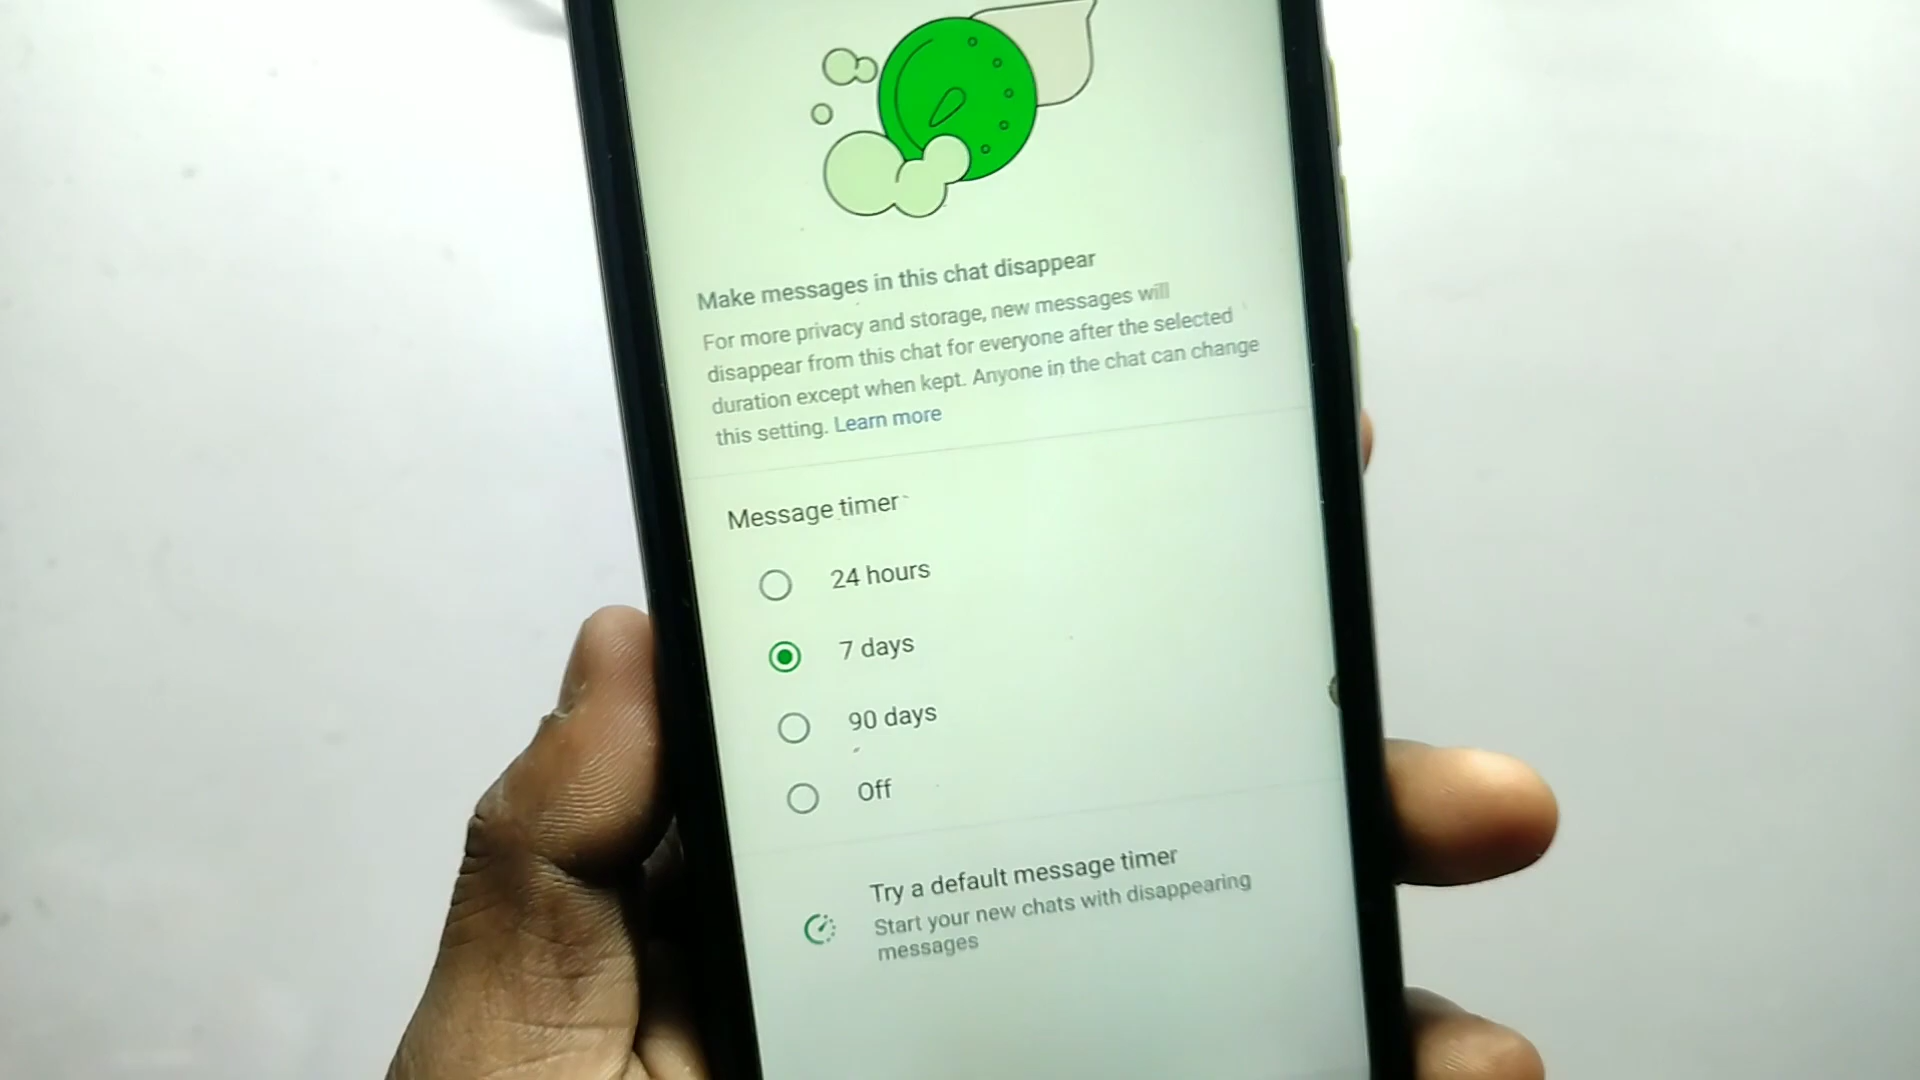 Make messages in this chat disappear
For more privacy and storage, new messages will
disappear from this chat for everyone after the selected
duration except when kept. Anyone in the chat can change
this setting. Learn more
Message timer
24 hours
7 days
90 days
Off
Try a default message timer
Start your new chats with disappearing
messages